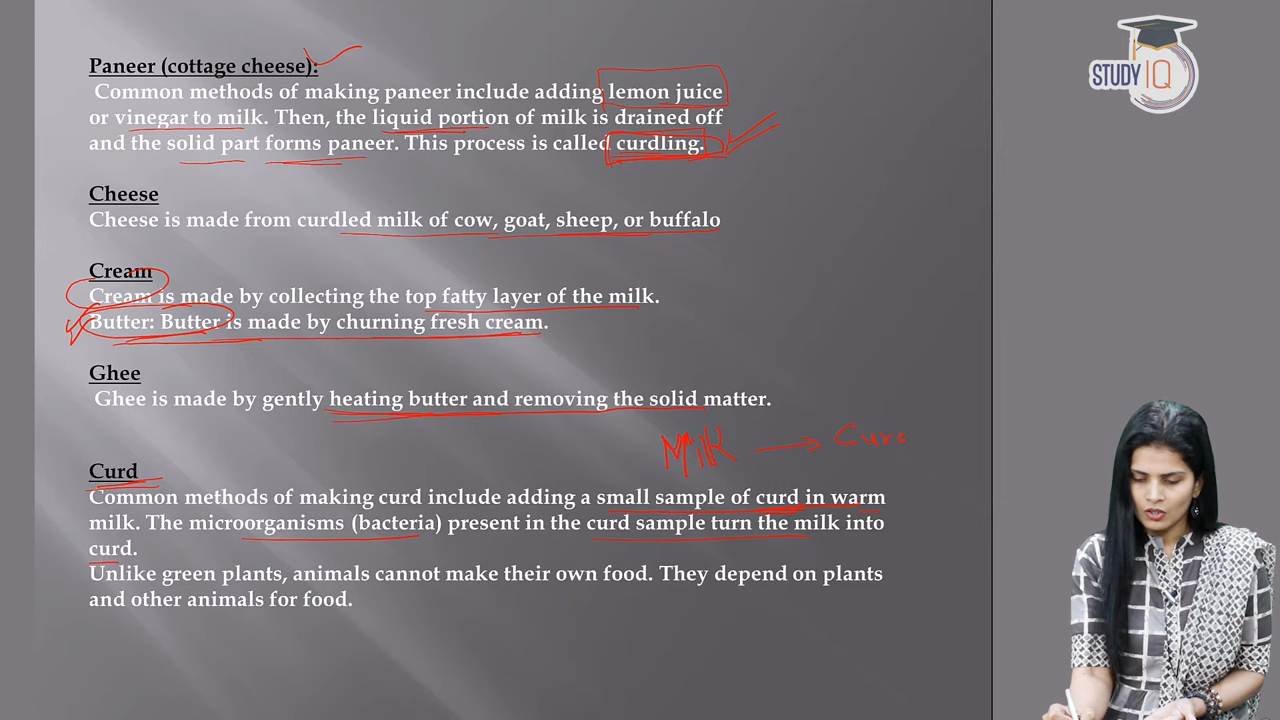 STUDY IQ
Paneer (cottage cheese):
Common methods of making paneer include adding lemon juice
or vinegar to milk. Then, the liquid portion of milk is drained off
and the solid part forms paneer. This process is called curdling.
Cheese
Cheese is made from curdled milk of cow, goat, sheep, or buffalo
Cream
Cream is made by collecting the top fatty layer of the milk.
Butter: Butter is made by churning fresh cream.
Ghee
Ghee is made by gently heating butter and removing the solid matter.
Milk → Curd
Curd
Common methods of making curd include adding a small sample of curd in warm
milk. The microorganisms (bacteria) present in the curd sample turn the milk into
curd.
Unlike green plants, animals cannot make their own food. They depend on plants
and other animals for food.